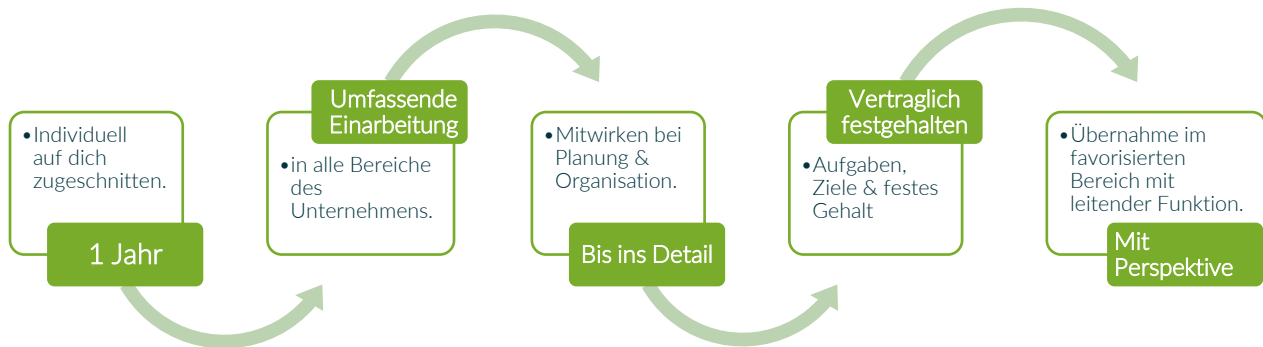 •Individuell
auf dich
zugeschnitten.
1 Jahr
Umfassende
Einarbeitung
•in alle Bereiche
des
Unternehmens.
•Mitwirken bei
Planung &
Organisation.
Bis ins Detail
Vertraglich
festgehalten
•Aufgaben,
Ziele & festes
Gehalt
•Übernahme im
favorisierten
Bereich mit
leitender Funktion.
Mit
Perspektive